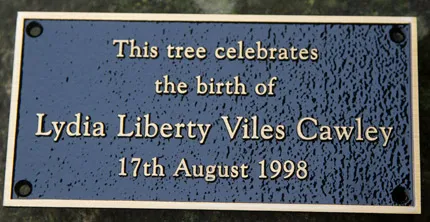 This tree celebrates
the birth of
Lydia Liberty Viles Cawley
17th August 1998